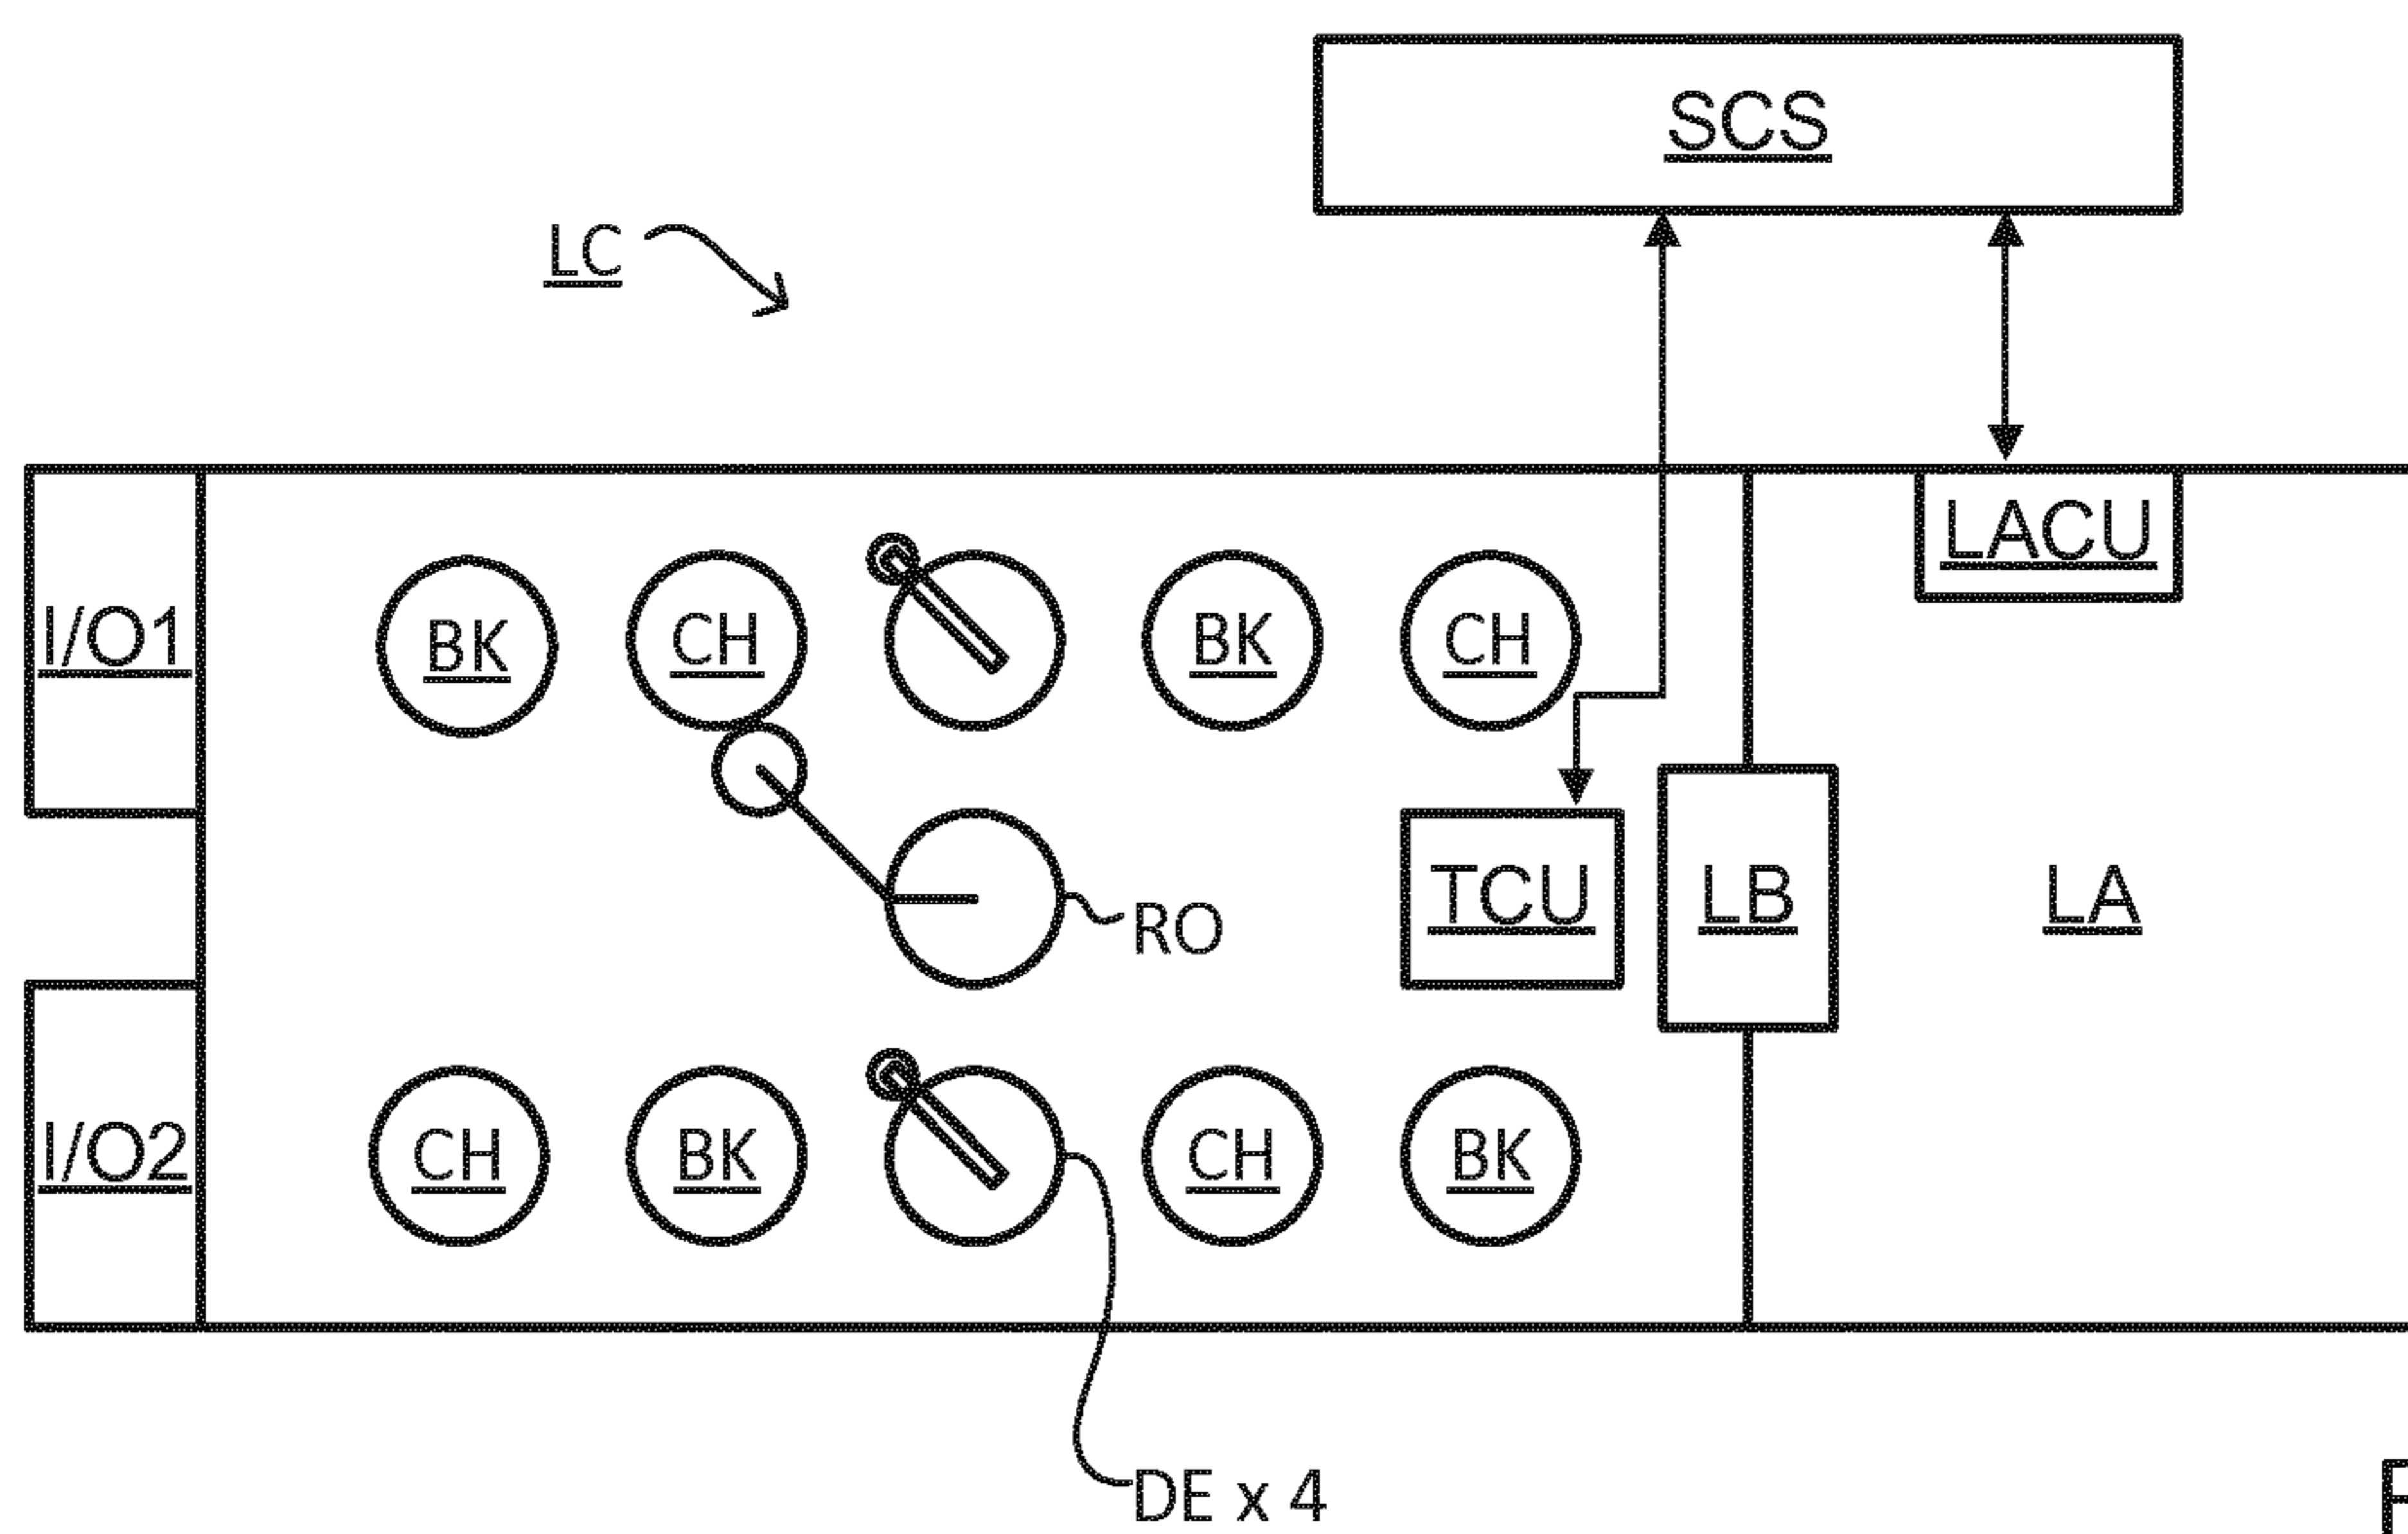 SCS
LC
LACU
I/O1
BK
CH
BK
CH
TCU
LB
LA
RO
I/O2
CH
BK
CH
BK
DE x 4